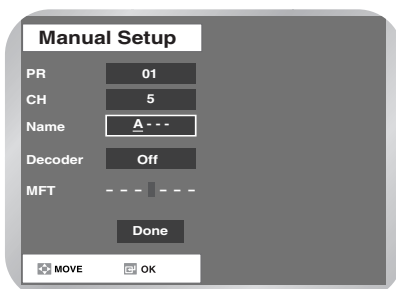 Manual Setup
PR 01
CH 5
Name A - - -
Decoder Off
MFT - - - - - -
Done
MOVE OK